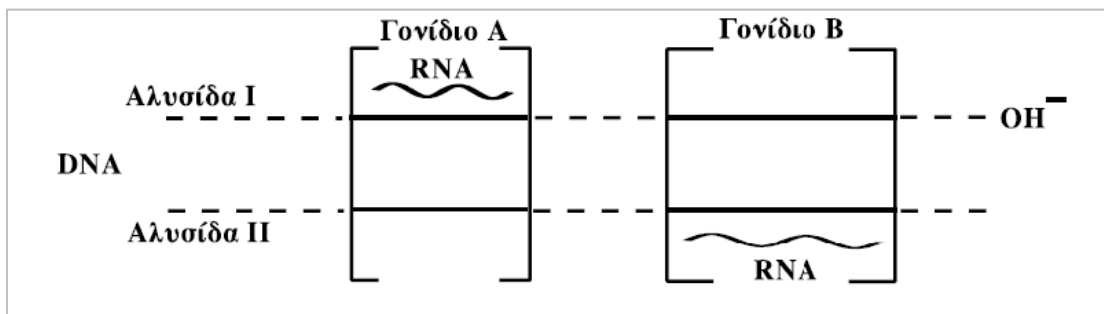 Γονίδιο Α
Γονίδιο Β
RNA
Αλυσίδα Ι
OH⁻
DNA
Αλυσίδα ΙΙ
RNA